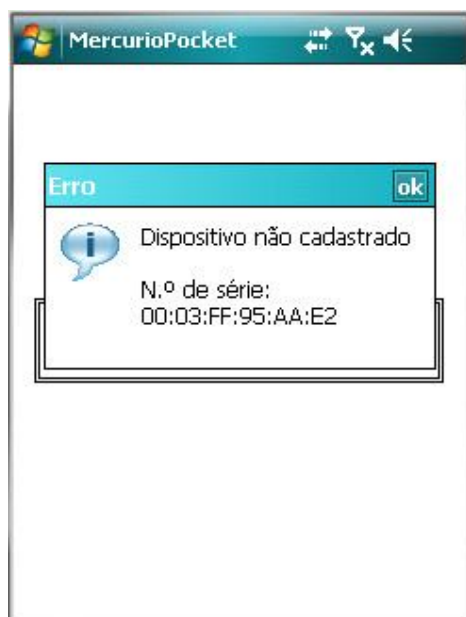 MercurioPocket
Erro
ok
Dispositivo não cadastrado
N.º de série:
00:03:FF:95:AA:E2